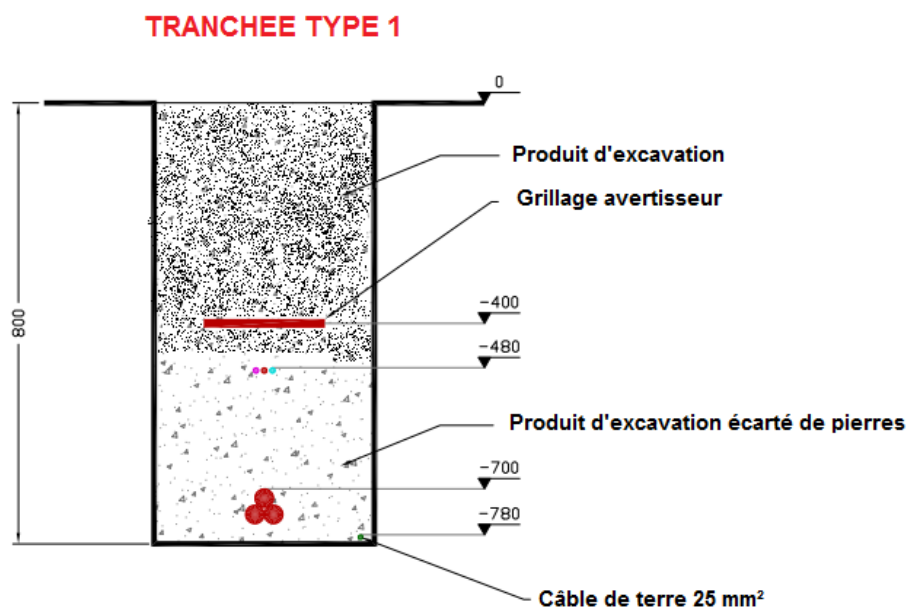 TRANCHEE TYPE 1
0
Produit d'excavation
Grillage avertisseur
-400
800
-480
Produit d'excavation écarté de pierres
-700
-780
Câble de terre 25 mm²